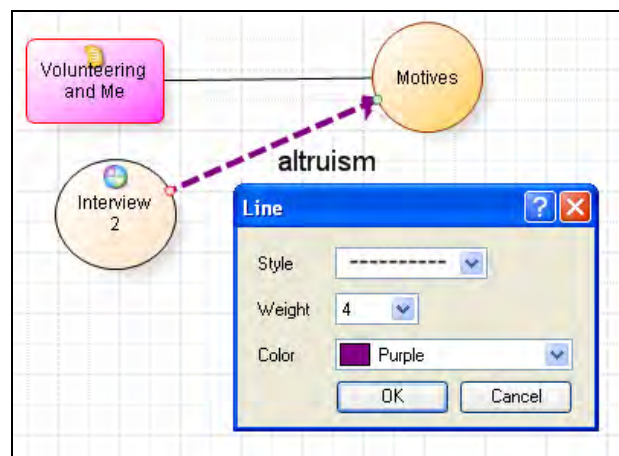 Volunteering
and Me
Motives
altruism
Interview
2
Line
Style
Weight 4
Color Purple
OK Cancel